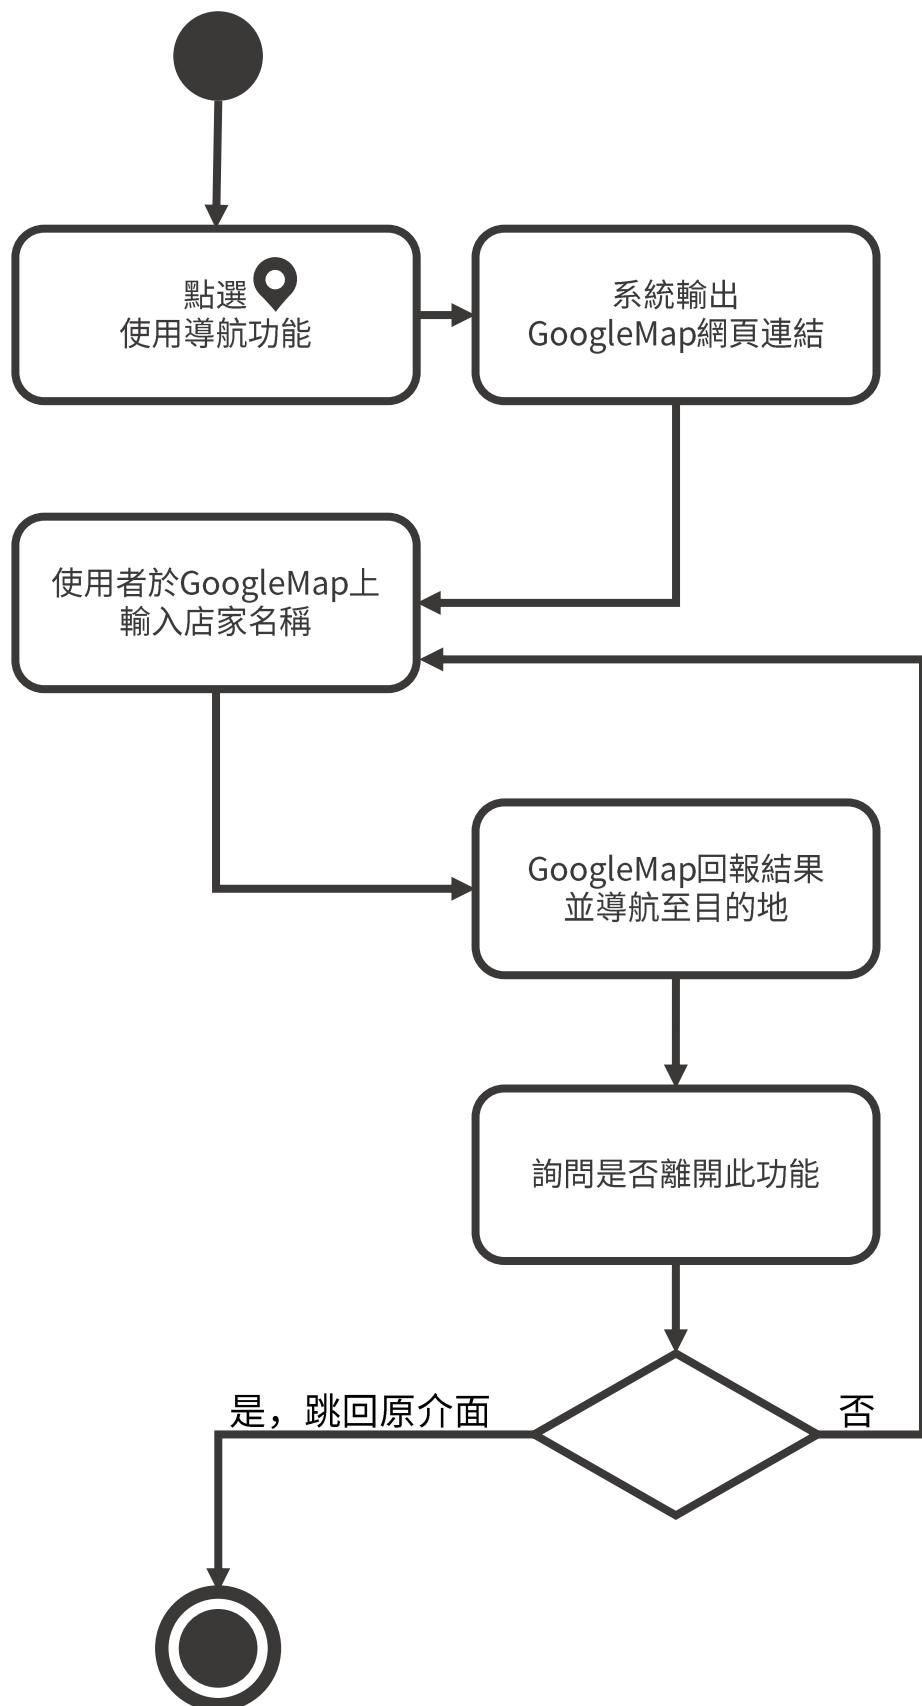 點選
使用導航功能
系統輸出
GoogleMap網頁連結
使用者於GoogleMap上
輸入店家名稱
GoogleMap回報結果
並導航至目的地
詢問是否離開此功能
是，跳回原介面
否